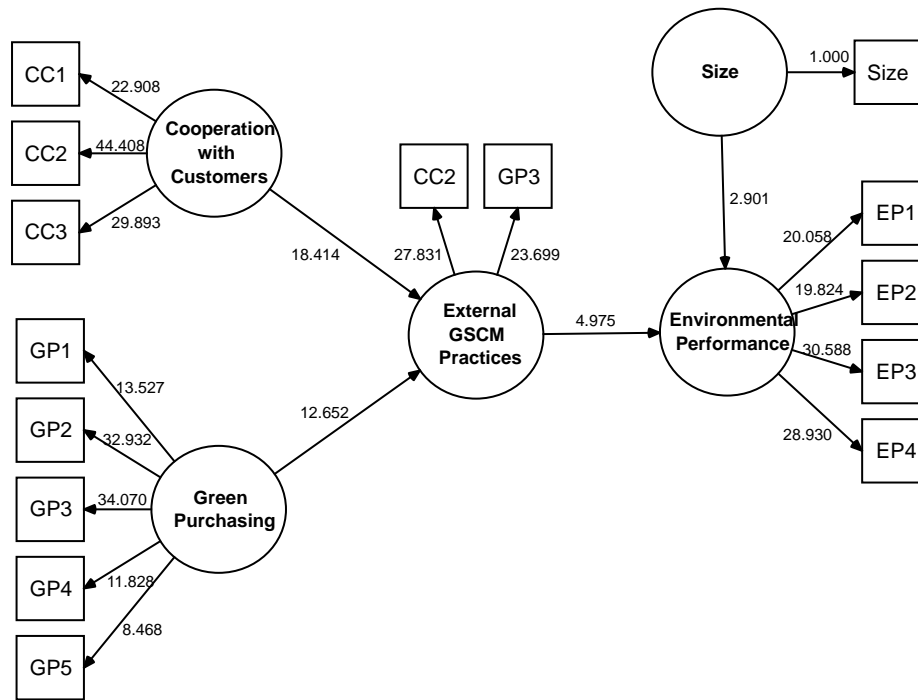 CC1
22.908
CC2
44.408
CC3
29.893
Cooperation
with
Customers
18.414
GP1
13.527
GP2
32.932
GP3
34.070
GP4
11.828
GP5
8.468
Green
Purchasing
12.652
CC2
GP3
27.831
23.699
External
GSCM
Practices
4.975
Size
1.000
Size
2.901
Environmental
Performance
EP1
20.058
EP2
19.824
EP3
30.588
EP4
28.930